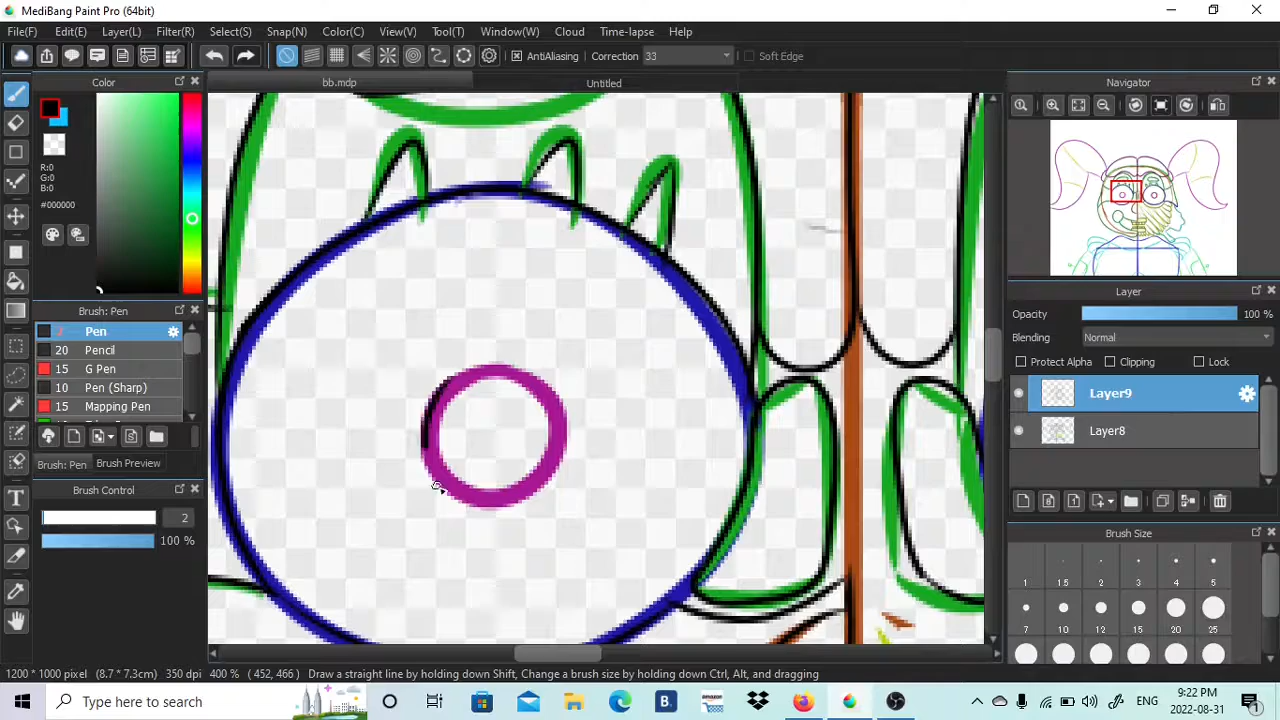 MediBang Paint Pro (64bit)
File(F) Edit(E) Layer(L) Filter(R) Select(S) Snap(N) Color(C) View(V) Tool(T) Window(W) Cloud Time-lapse Help
AntiAliasing Correction 33 Soft Edge
Color
bb.mdp Untitled
Navigator
R:0
G:0
B:0
#000000
Brush: Pen
Pen
20 Pencil
15 G Pen
10 Pen (Sharp)
15 Mapping Pen
Brush: Pen Brush Preview
Brush Control
2
100 %
Layer
Opacity 100 %
Blending Normal
Protect Alpha Clipping Lock
Layer9
Layer8
Brush Size
1 1.5 2 3 4 5
7 10 12 15 20 25
1200 * 1000 pixel (8.7 * 7.3cm) 350 dpi 400 % ( 452, 466 ) Draw a straight line by holding down Shift, Change a brush size by holding down Ctrl, Alt, and dragging
Type here to search
B.
amazon
ENG
9:22 PM
2022-08-31
1